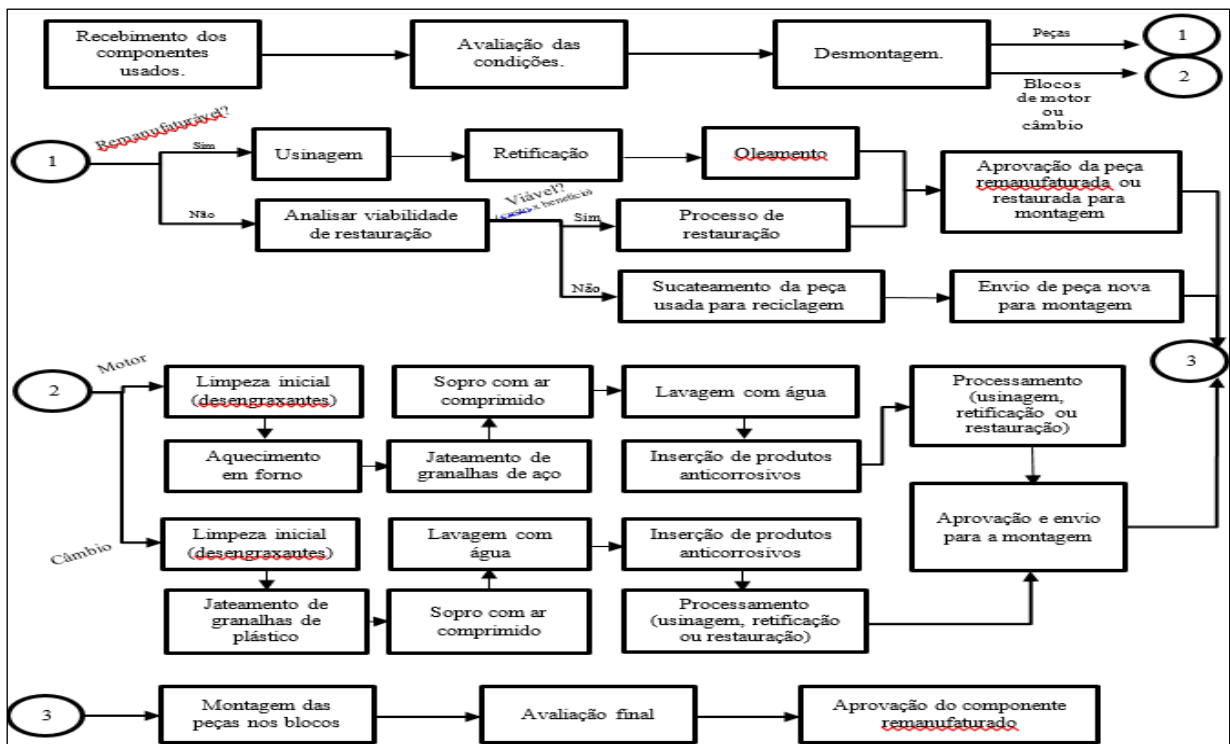 Recebimento dos
componentes
usados.
Avaliação das
condições.
Desmontagem.
Peças
1
2
Blocos
de motor
ou
câmbio
1
Remanufaturável?
Sim
Usinagem
Retificação
Oleamento
Aprovação da peça
remanufaturada ou
restaurada para
montagem
Não
Analisar viabilidade
de restauração
Viável?
(custo x benefício)
Sim
Processo de
restauração
Não
Sucateamento da peça
usada para reciclagem
Envio de peça nova
para montagem
3
2
Motor
Limpeza inicial
(desengraxantes)
Sopro com ar
comprimido
Lavagem com água
Processamento
(usinagem,
retificação ou
restauração)
Aquecimento
em forno
Jateamento de
granalhas de aço
Inserção de produtos
anticorrosivos
Câmbio
Limpeza inicial
(desengraxantes)
Lavagem com
água
Inserção de produtos
anticorrosivos
Aprovação e envio
para a montagem
Jateamento de
granalhas de
plástico
Sopro com ar
comprimido
Processamento
(usinagem, retificação
ou restauração)
3
Montagem das
peças nos blocos
Avaliação final
Aprovação do componente
remanufaturado